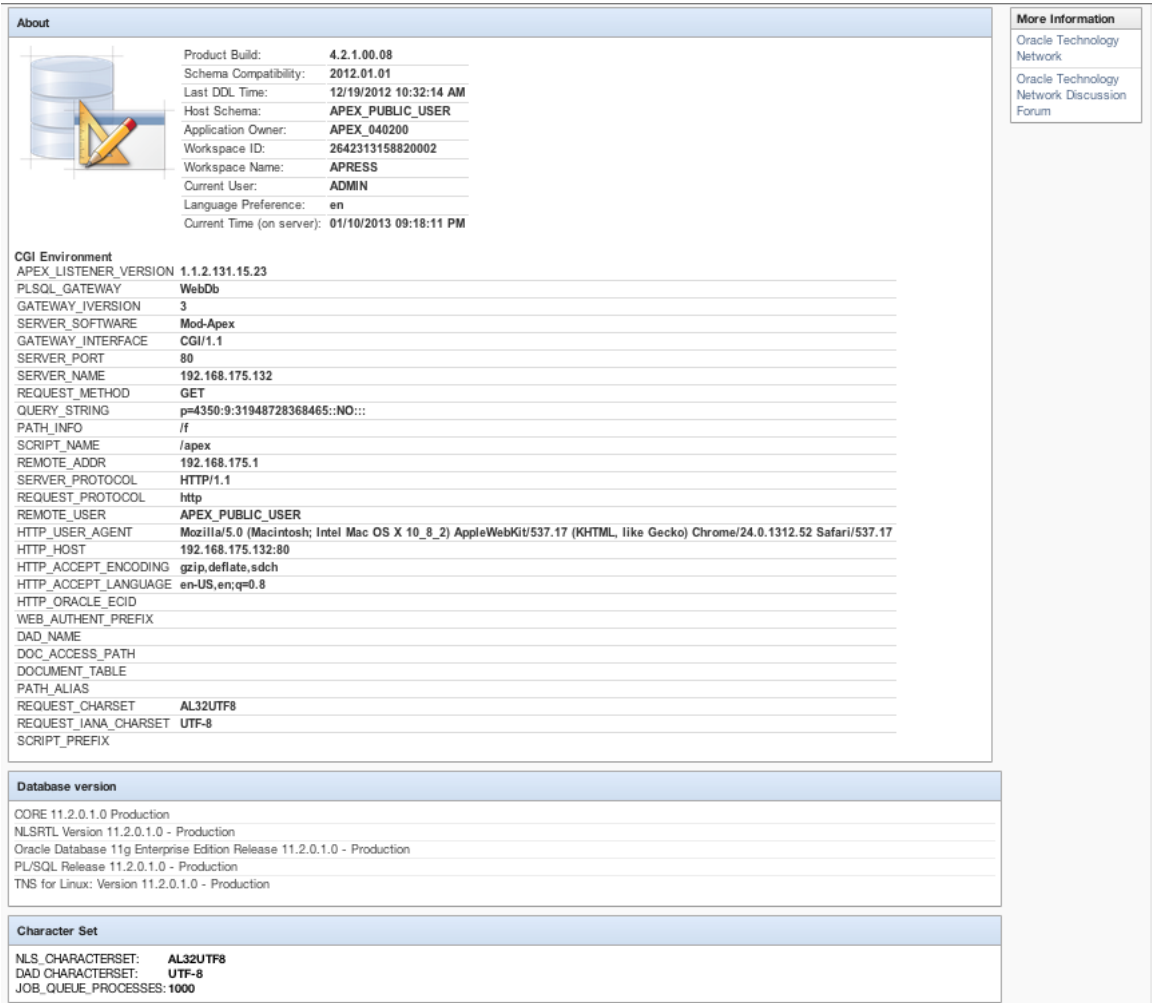 About
Product Build: 4.2.1.00.08
Schema Compatibility: 2012.01.01
Last DDL Time: 12/19/2012 10:32:14 AM
Host Schema: APEX_PUBLIC_USER
Application Owner: APEX_040200
Workspace ID: 2642313158820002
Workspace Name: APRESS
Current User: ADMIN
Language Preference: en
Current Time (on server): 01/10/2013 09:18:11 PM
CGI Environment
APEX_LISTENER_VERSION 1.1.2.131.15.23
PLSQL_GATEWAY WebDb
GATEWAY_IVERSION 3
SERVER_SOFTWARE Mod-Apex
GATEWAY_INTERFACE CGI/1.1
SERVER_PORT 80
SERVER_NAME 192.168.175.132
REQUEST_METHOD GET
QUERY_STRING p=4350:9:31948728368465::NO:::
PATH_INFO /f
SCRIPT_NAME /apex
REMOTE_ADDR 192.168.175.1
SERVER_PROTOCOL HTTP/1.1
REQUEST_PROTOCOL http
REMOTE_USER APEX_PUBLIC_USER
HTTP_USER_AGENT Mozilla/5.0 (Macintosh; Intel Mac OS X 10_8_2) AppleWebKit/537.17 (KHTML, like Gecko) Chrome/24.0.1312.52 Safari/537.17
HTTP_HOST 192.168.175.132:80
HTTP_ACCEPT_ENCODING gzip,deflate,sdch
HTTP_ACCEPT_LANGUAGE en-US,en;q=0.8
HTTP_ORACLE_ECID
WEB_AUTHENT_PREFIX
DAD_NAME
DOC_ACCESS_PATH
DOCUMENT_TABLE
PATH_ALIAS
REQUEST_CHARSET AL32UTF8
REQUEST_IANA_CHARSET UTF-8
SCRIPT_PREFIX
Database version
CORE 11.2.0.1.0 Production
NLSRTL Version 11.2.0.1.0 - Production
Oracle Database 11g Enterprise Edition Release 11.2.0.1.0 - Production
PL/SQL Release 11.2.0.1.0 - Production
TNS for Linux: Version 11.2.0.1.0 - Production
Character Set
NLS_CHARACTERSET: AL32UTF8
DAD CHARACTERSET: UTF-8
JOB_QUEUE_PROCESSES: 1000
More Information
Oracle Technology
Network
Oracle Technology
Network Discussion
Forum